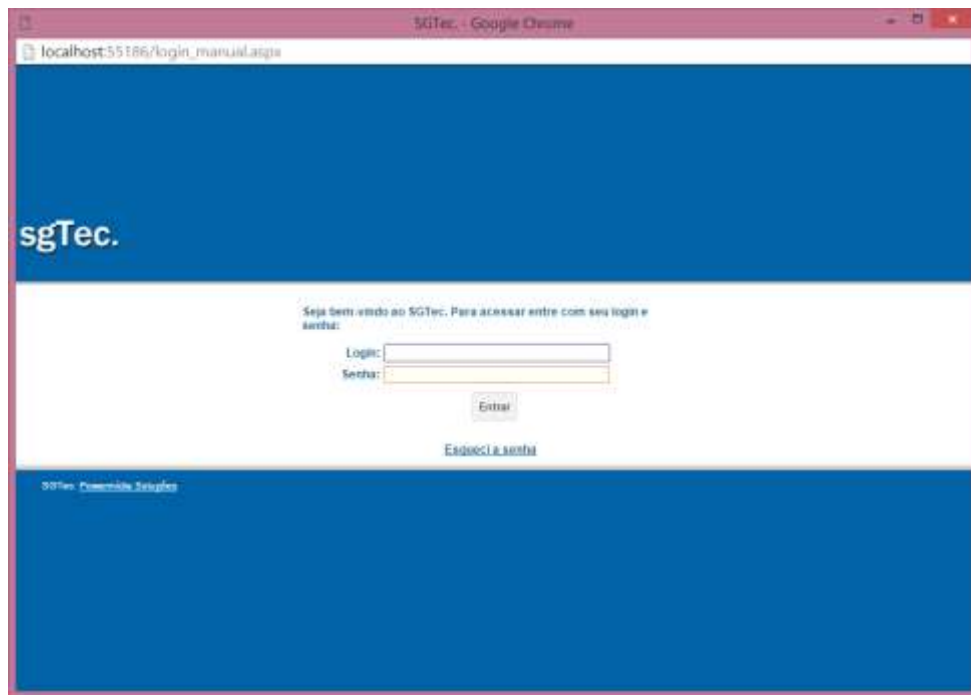 SGTec. - Google Chrome
localhost:55186/login_manual.aspx
sgTec.
Seja bem vindo ao SGTec. Para acessar entre com seu login e
senha:
Login:
Senha:
Entrar
Esqueci a senha
SGTec. Soluções